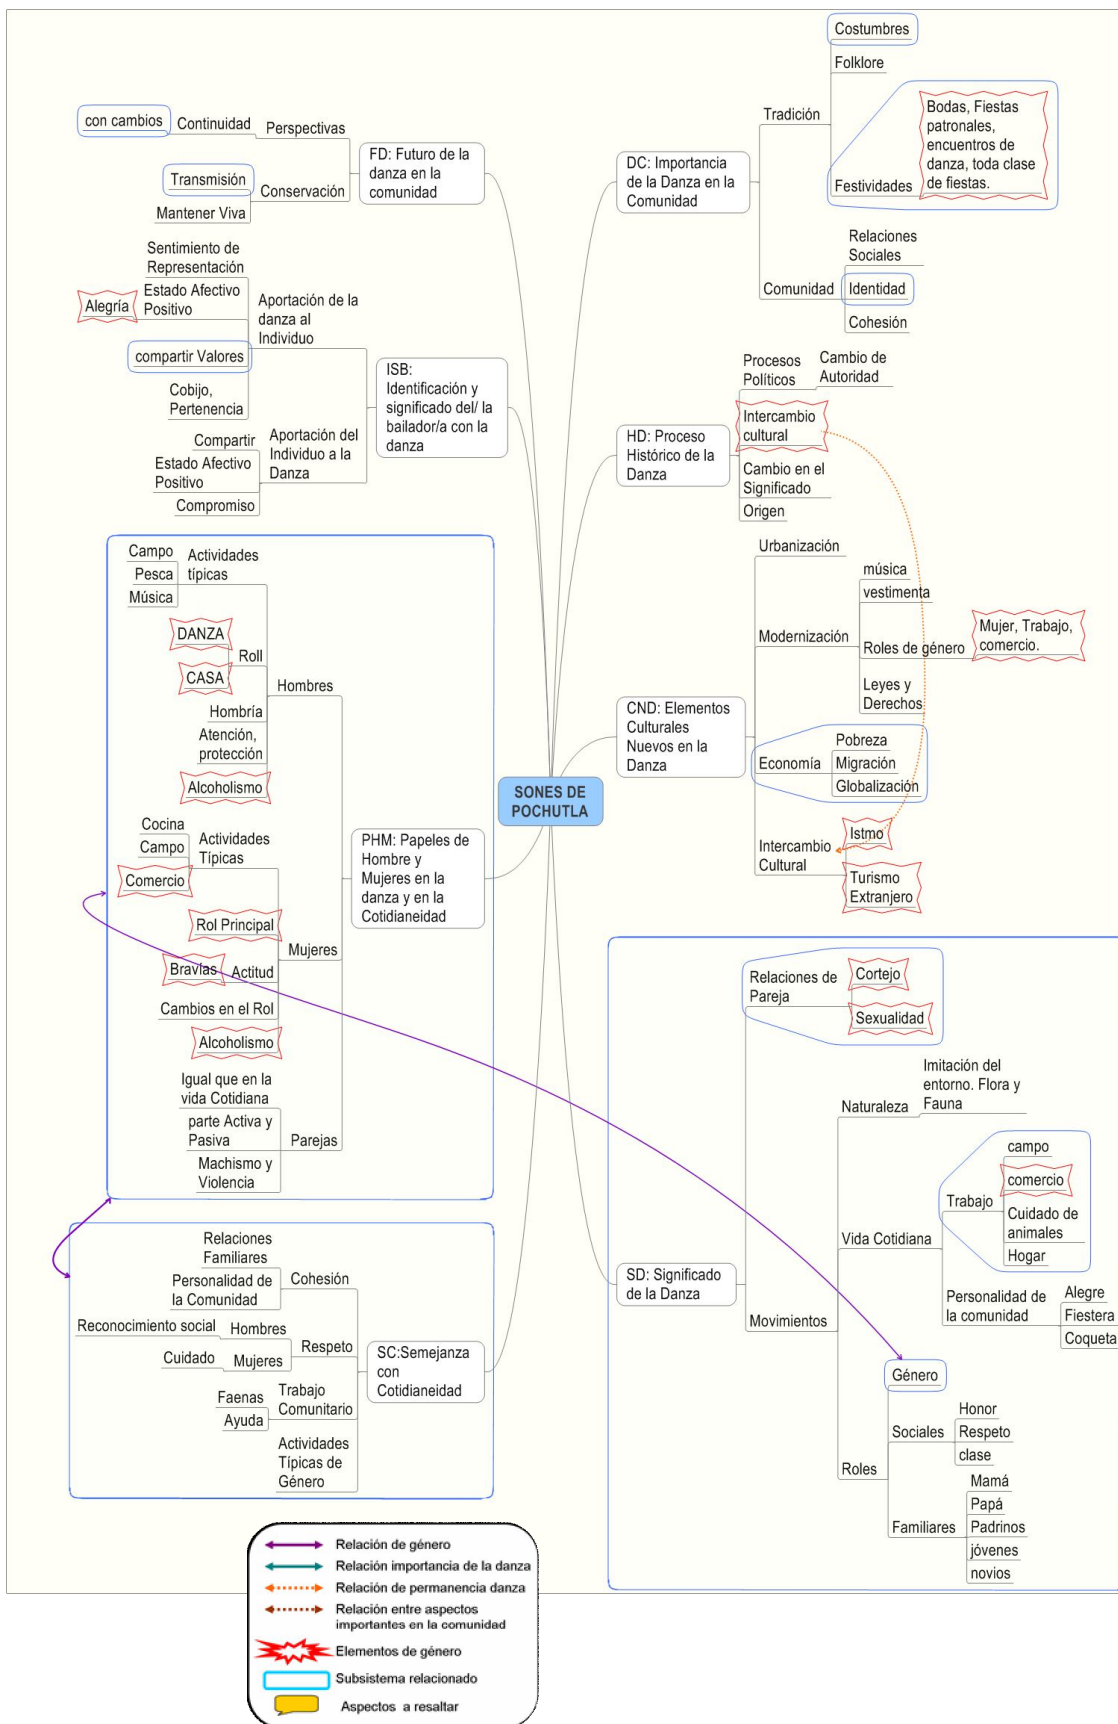 SONES DE
POCHUTLA
FD: Futuro de la
danza en la
comunidad
Perspectivas
Continuidad
con cambios
Conservación
Transmisión
Mantener Viva
ISB:
Identificación y
significado del/ la
bailador/a con la
danza
Aportación de la
danza al
Individuo
Sentimiento de
Representación
Estado Afectivo
Positivo
Alegría
compartir Valores
Cobijo,
Pertenencia
Aportación del
Individuo a la
Danza
Compartir
Estado Afectivo
Positivo
Compromiso
PHM: Papeles de
Hombre y
Mujeres en la
danza y en la
Cotidianeidad
Hombres
Actividades
típicas
Campo
Pesca
Música
Roll
DANZA
CASA
Hombría
Atención,
protección
Alcoholismo
Mujeres
Actividades
Típicas
Cocina
Campo
Comercio
Rol Principal
Actitud
Bravías
Cambios en el Rol
Alcoholismo
Parejas
Igual que en la
vida Cotidiana
parte Activa y
Pasiva
Machismo y
Violencia
SC:Semejanza
con
Cotidianeidad
Cohesión
Relaciones
Familiares
Personalidad de
la Comunidad
Respeto
Hombres
Reconocimiento social
Mujeres
Cuidado
Trabajo
Comunitario
Faenas
Ayuda
Actividades
Típicas de
Género
DC: Importancia
de la Danza en la
Comunidad
Tradición
Costumbres
Folklore
Festividades
Bodas, Fiestas
patronales,
encuentros de
danza, toda clase
de fiestas.
Comunidad
Relaciones
Sociales
Identidad
Cohesión
HD: Proceso
Histórico de la
Danza
Procesos
Políticos
Cambio de
Autoridad
Intercambio
cultural
Cambio en el
Significado
Origen
CND: Elementos
Culturales
Nuevos en la
Danza
Urbanización
Modernización
música
vestimenta
Roles de género
Mujer, Trabajo,
comercio.
Leyes y
Derechos
Economía
Pobreza
Migración
Globalización
Intercambio
Cultural
Istmo
Turismo
Extranjero
SD: Significado
de la Danza
Relaciones de
Pareja
Cortejo
Sexualidad
Movimientos
Naturaleza
Imitación del
entorno. Flora y
Fauna
Vida Cotidiana
Trabajo
campo
comercio
Cuidado de
animales
Hogar
Personalidad de
la comunidad
Alegre
Fiestera
Coqueta
Roles
Género
Sociales
Honor
Respeto
clase
Familiares
Mamá
Papá
Padrinos
jóvenes
novios
Relación de género
Relación importancia de la danza
Relación de permanencia danza
Relación entre aspectos
importantes en la comunidad
Elementos de género
Subsistema relacionado
Aspectos a resaltar